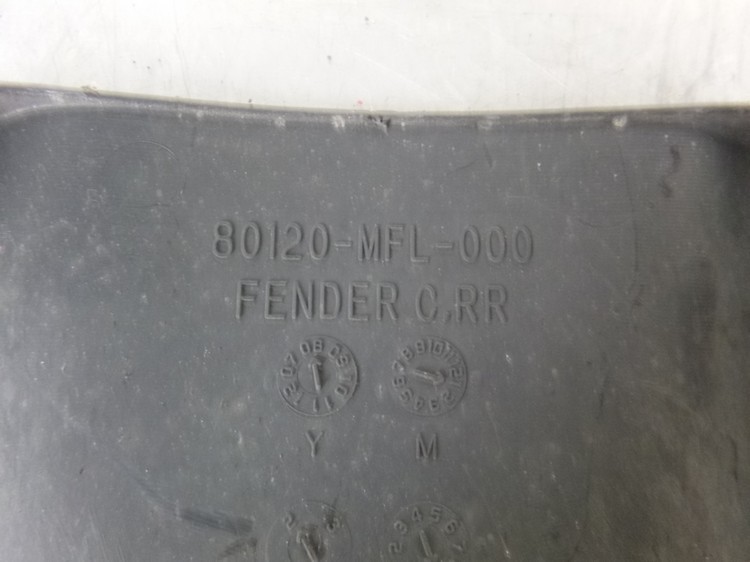 80120-MFL-000
FENDER C,RR
Y M